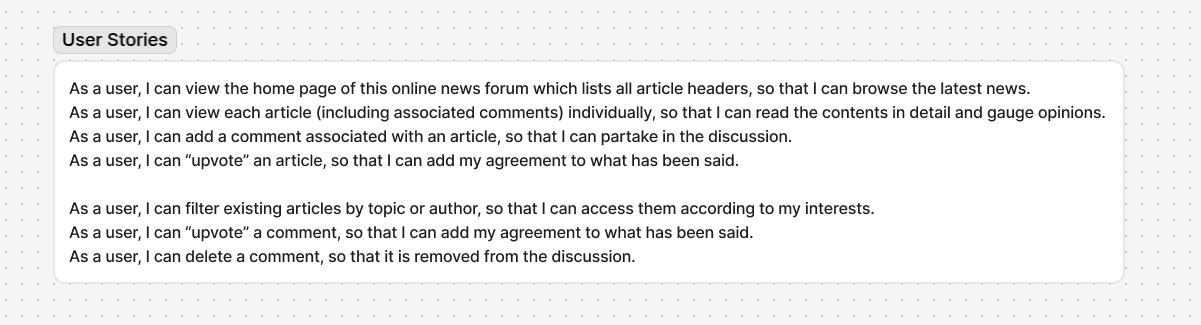 User Stories
As a user, I can view the home page of this online news forum which lists all article headers, so that I can browse the latest news.
As a user, I can view each article (including associated comments) individually, so that I can read the contents in detail and gauge opinions.
As a user, I can add a comment associated with an article, so that I can partake in the discussion.
As a user, I can “upvote” an article, so that I can add my agreement to what has been said.
As a user, I can filter existing articles by topic or author, so that I can access them according to my interests.
As a user, I can “upvote” a comment, so that I can add my agreement to what has been said.
As a user, I can delete a comment, so that it is removed from the discussion.